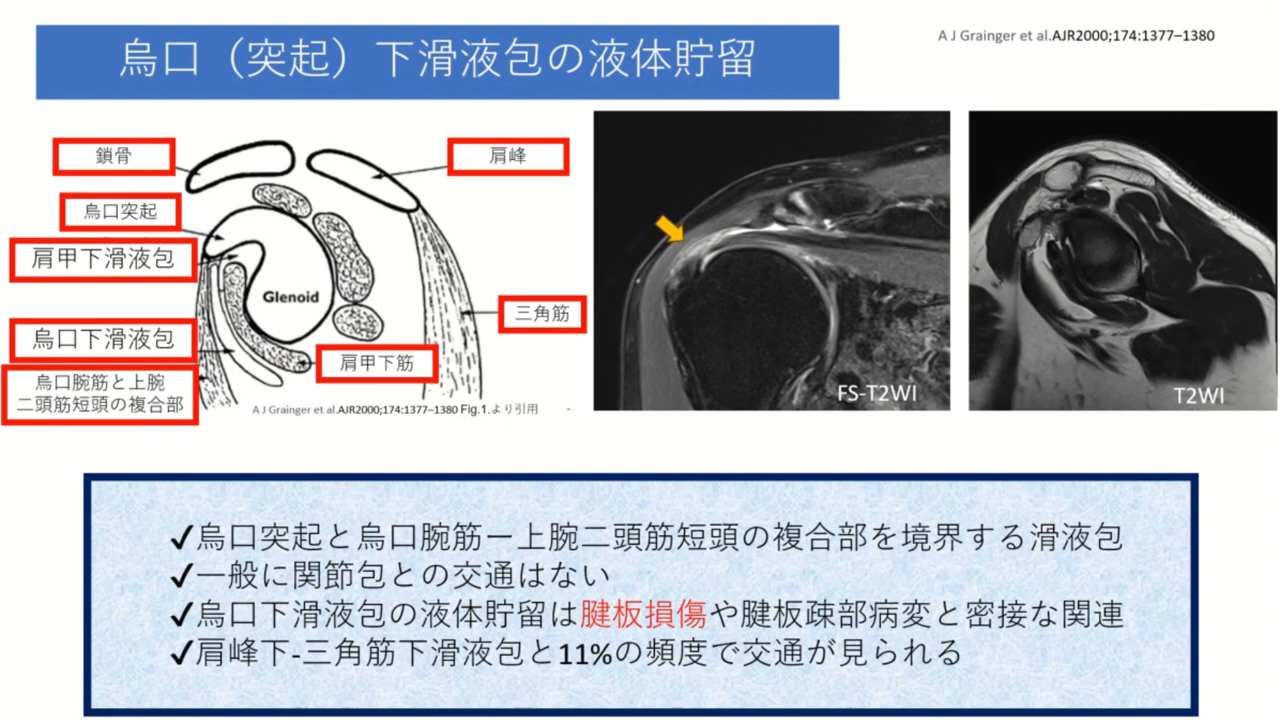 烏口（突起）下滑液包の液体貯留
A J Grainger et al.AJR2000;174:1377–1380
鎖骨
肩峰
烏口突起
肩甲下滑液包
Glenoid
三角筋
烏口下滑液包
肩甲下筋
烏口腕筋と上腕
二頭筋短頭の複合部
A J Grainger et al.AJR2000;174:1377–1380 Fig.1.より引用
FS-T2WI
T2WI
✓烏口突起と烏口腕筋ー上腕二頭筋短頭の複合部を境界する滑液包
✓一般に関節包との交通はない
✓烏口下滑液包の液体貯留は腱板損傷や腱板疎部病変と密接な関連
✓肩峰下-三角筋下滑液包と11%の頻度で交通が見られる